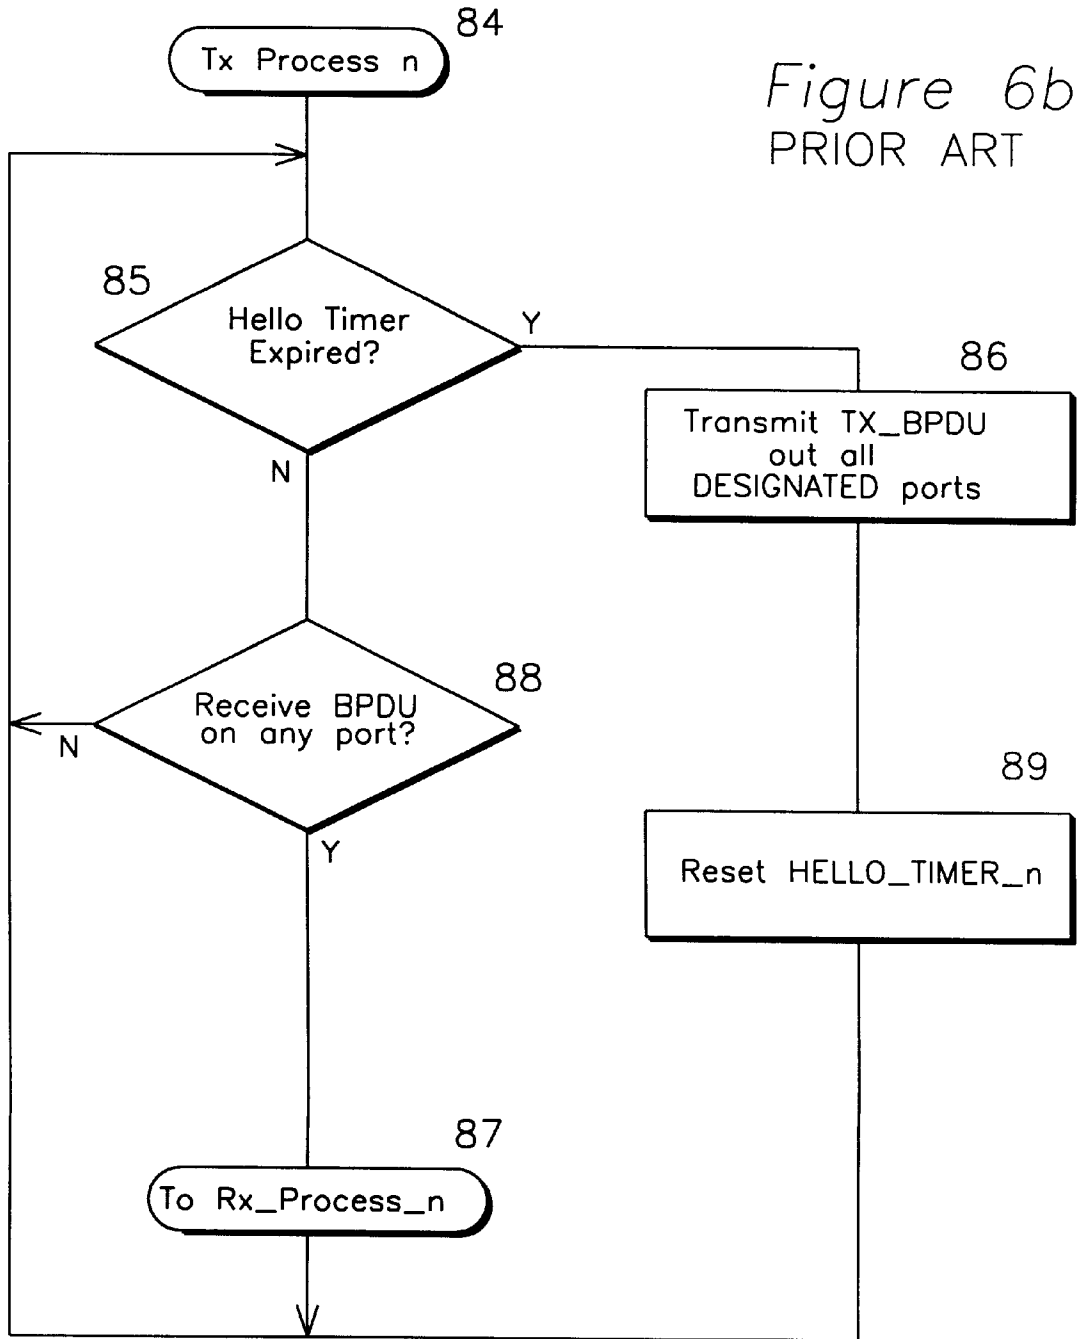 84
Tx Process n
Figure 6b
PRIOR ART
85
Hello Timer
Expired?
Y
N
86
Transmit TX_BPDU
out all
DESIGNATED ports
88
Receive BPDU
on any port?
N
Y
89
Reset HELLO_TIMER_n
87
To Rx_Process_n